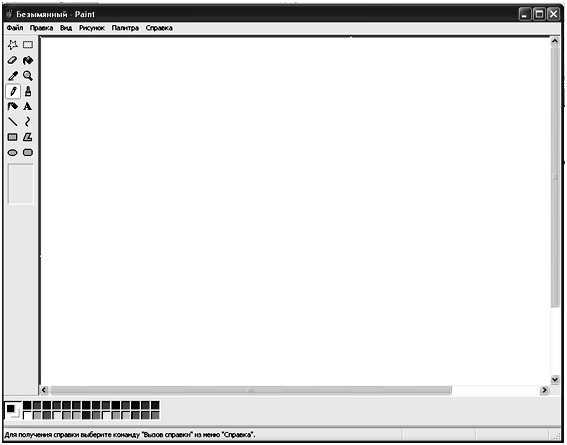 Безымянный - Paint
Файл Правка Вид Рисунок Палитра Справка
A
Для получения справки выберите команду "Вызов справки" из меню "Справка".